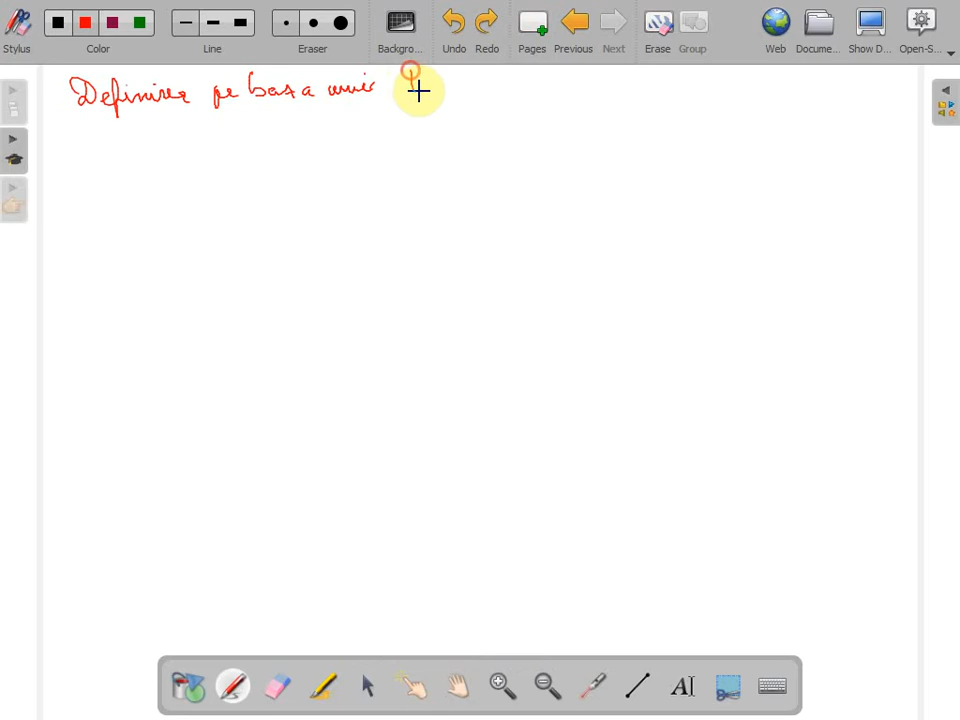 Stylus Color Line Eraser Backgro... Undo Redo Pages Previous Next Erase Group Web Docume... Show D... Open-S...
Definirea pe baza unui